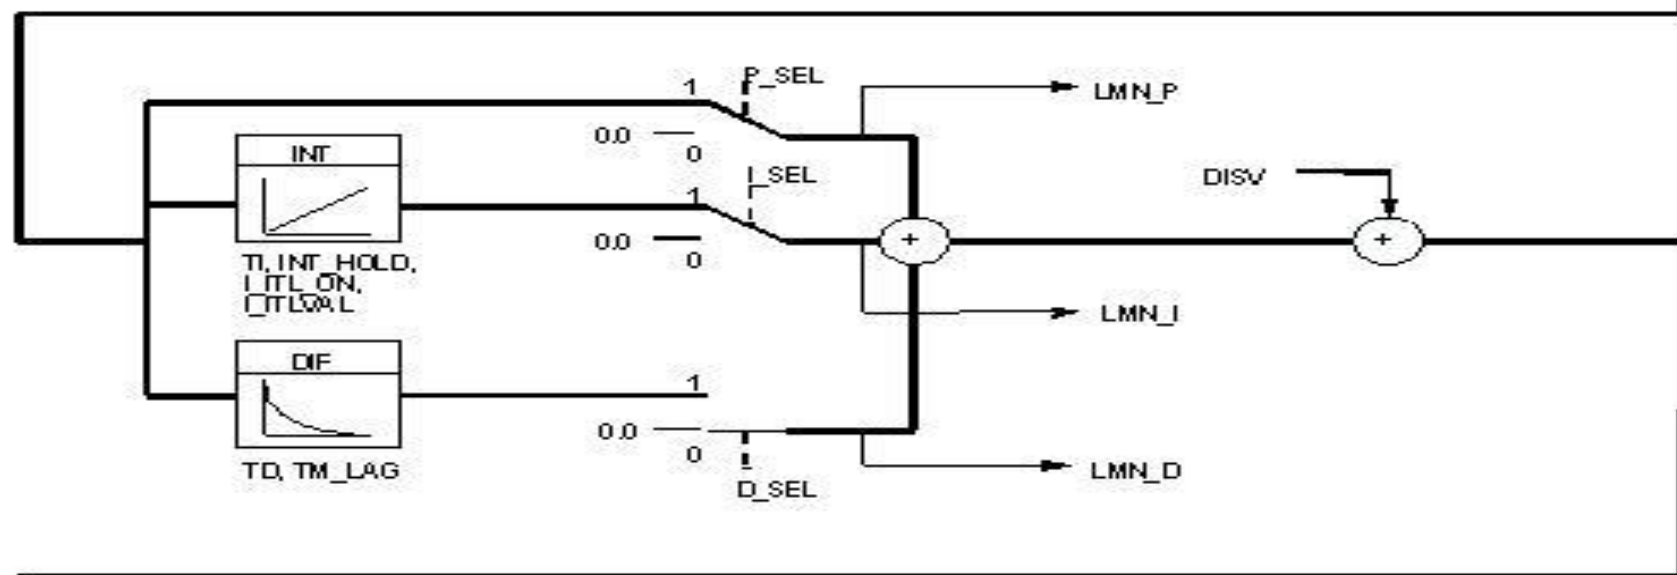 P_SEL
1
LMN_P
0.0
0
INT
I_SEL
1
DISV
0.0
0
+
+
TI, INT_HOLD,
I_ITL_ON,
I_ITLVAL
LMN_I
DIF
1
0.0
0
TD, TM_LAG
LMN_D
D_SEL